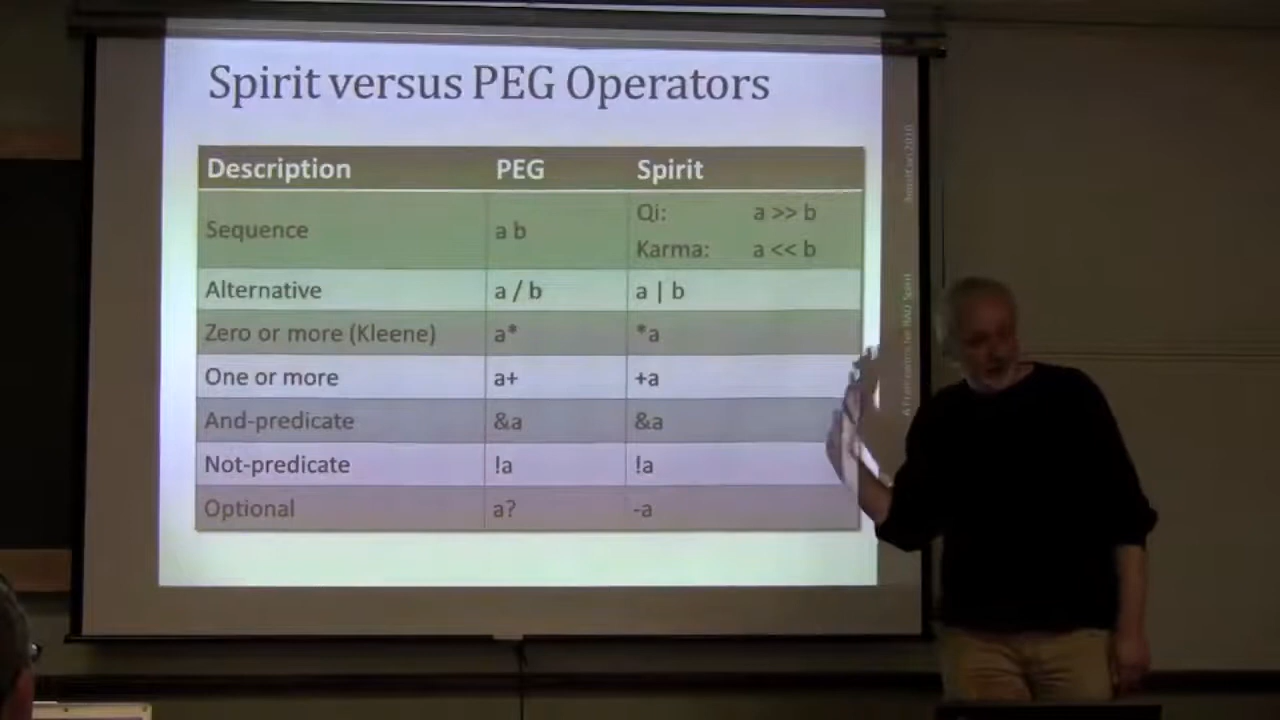 Spirit versus PEG Operators
Description PEG Spirit
Sequence a b Qi: a >> b
Karma: a << b
Alternative a / b a | b
Zero or more (Kleene) a* *a
One or more a+ +a
And-predicate &a &a
Not-predicate !a !a
Optional a? -a